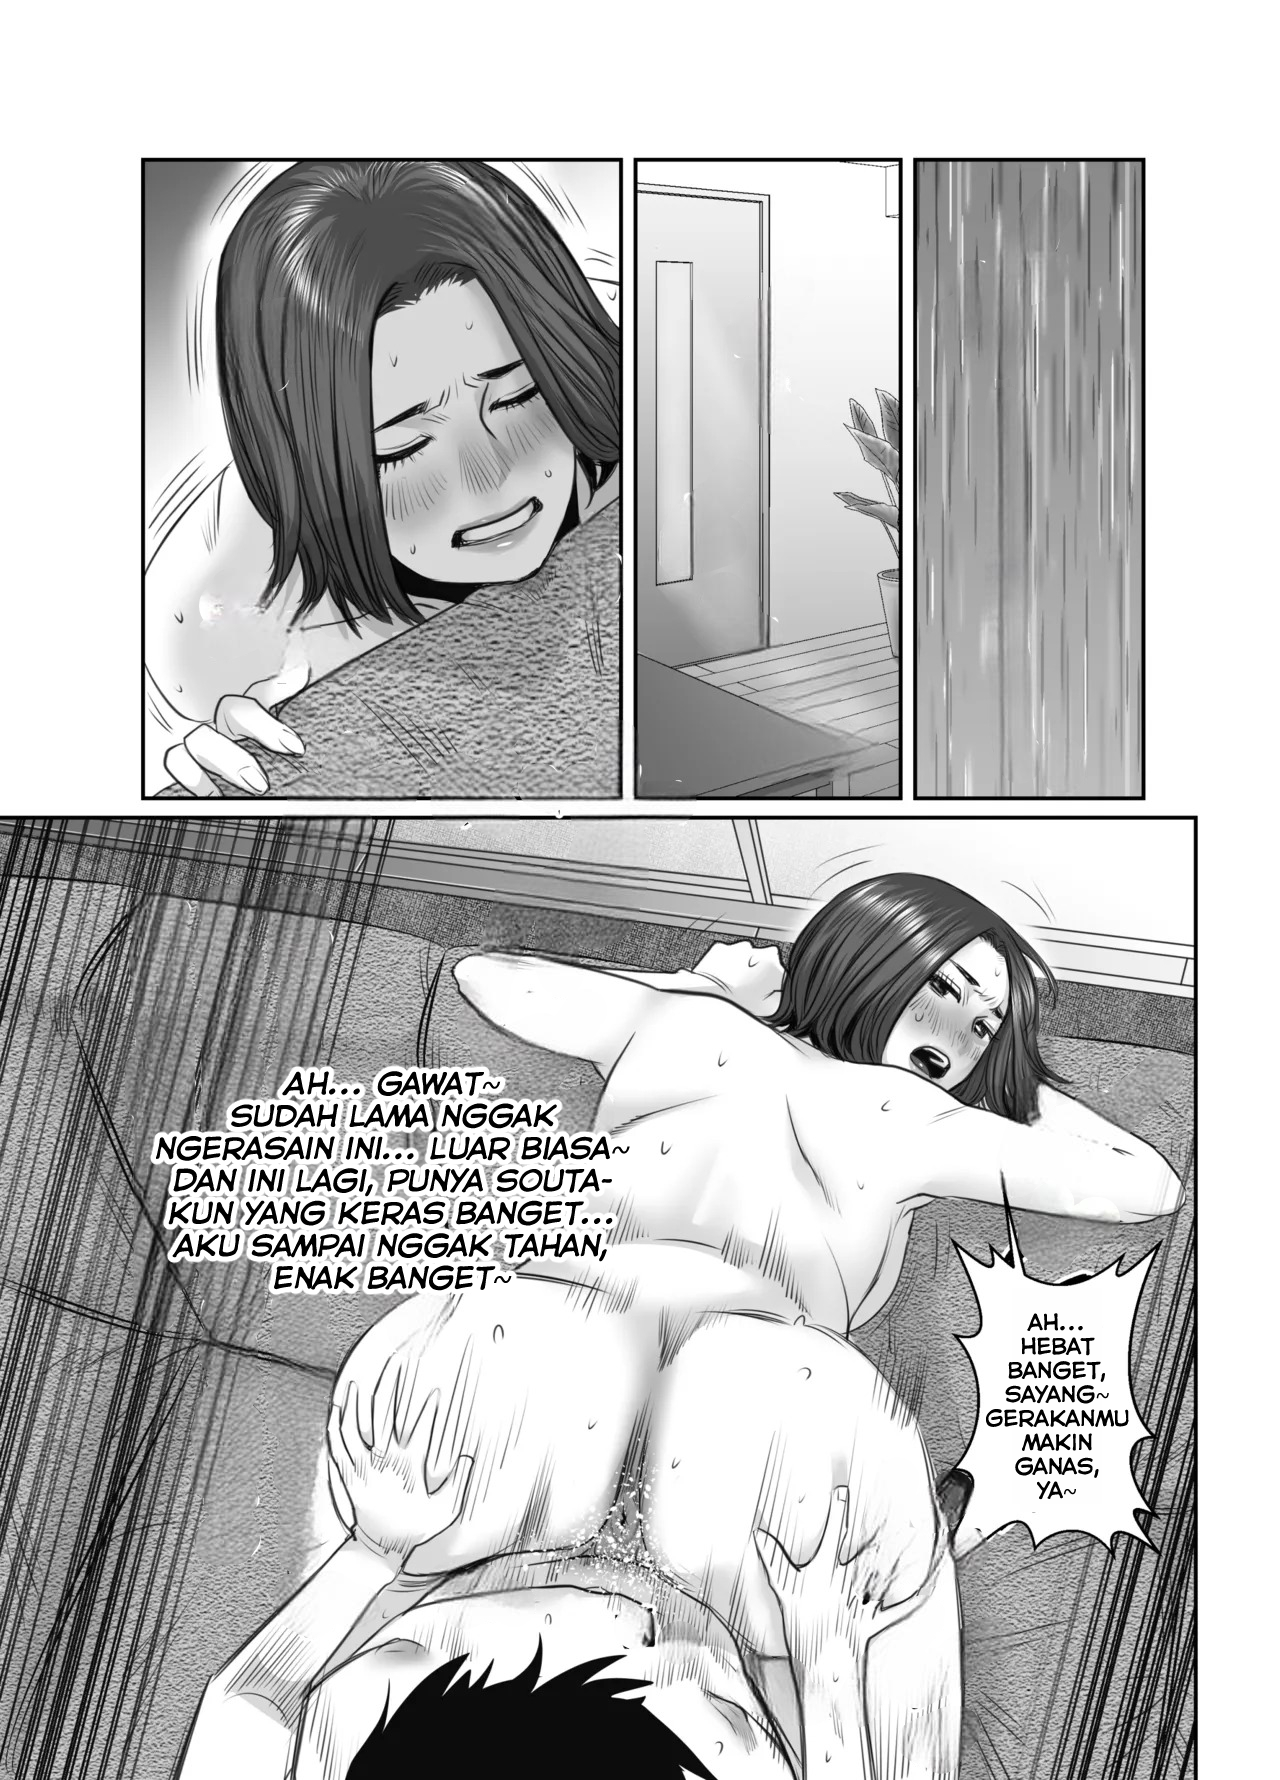 AH... GAWAT~
SUDAH LAMA NGGAK
NGERASAIN INI... LUAR BIASA~
DAN INI LAGI, PUNYA SOUTA-
KUN YANG KERAS BANGET...
AKU SAMPAI NGGAK TAHAN,
ENAK BANGET~
AH...
HEBAT
BANGET,
SAYANG~
GERAKANMU
MAKIN
GANAS,
YA~